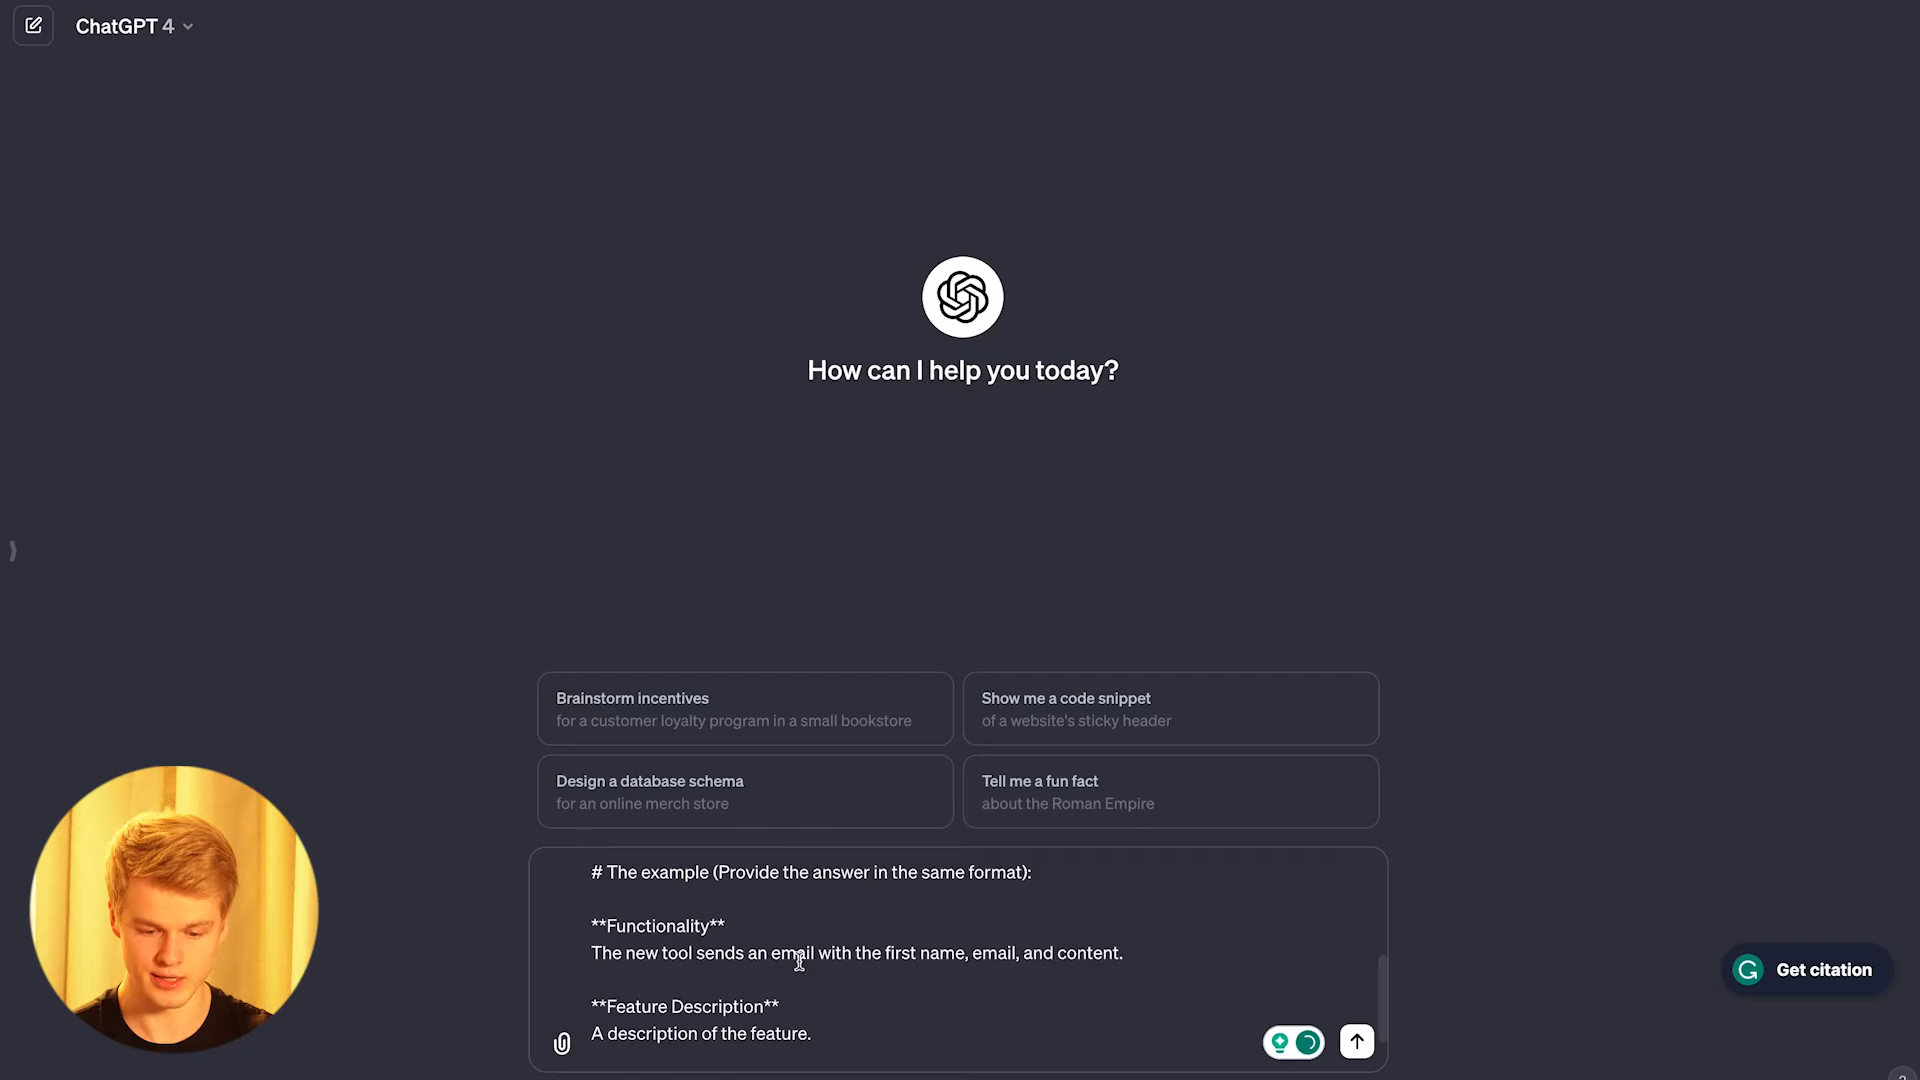 ChatGPT 4
How can I help you today?
Brainstorm incentives
for a customer loyalty program in a small bookstore
Show me a code snippet
of a website's sticky header
Design a database schema
for an online merch store
Tell me a fun fact
about the Roman Empire
# The example (Provide the answer in the same format):
**Functionality**
The new tool sends an email with the first name, email, and content.
**Feature Description**
A description of the feature.
Get citation